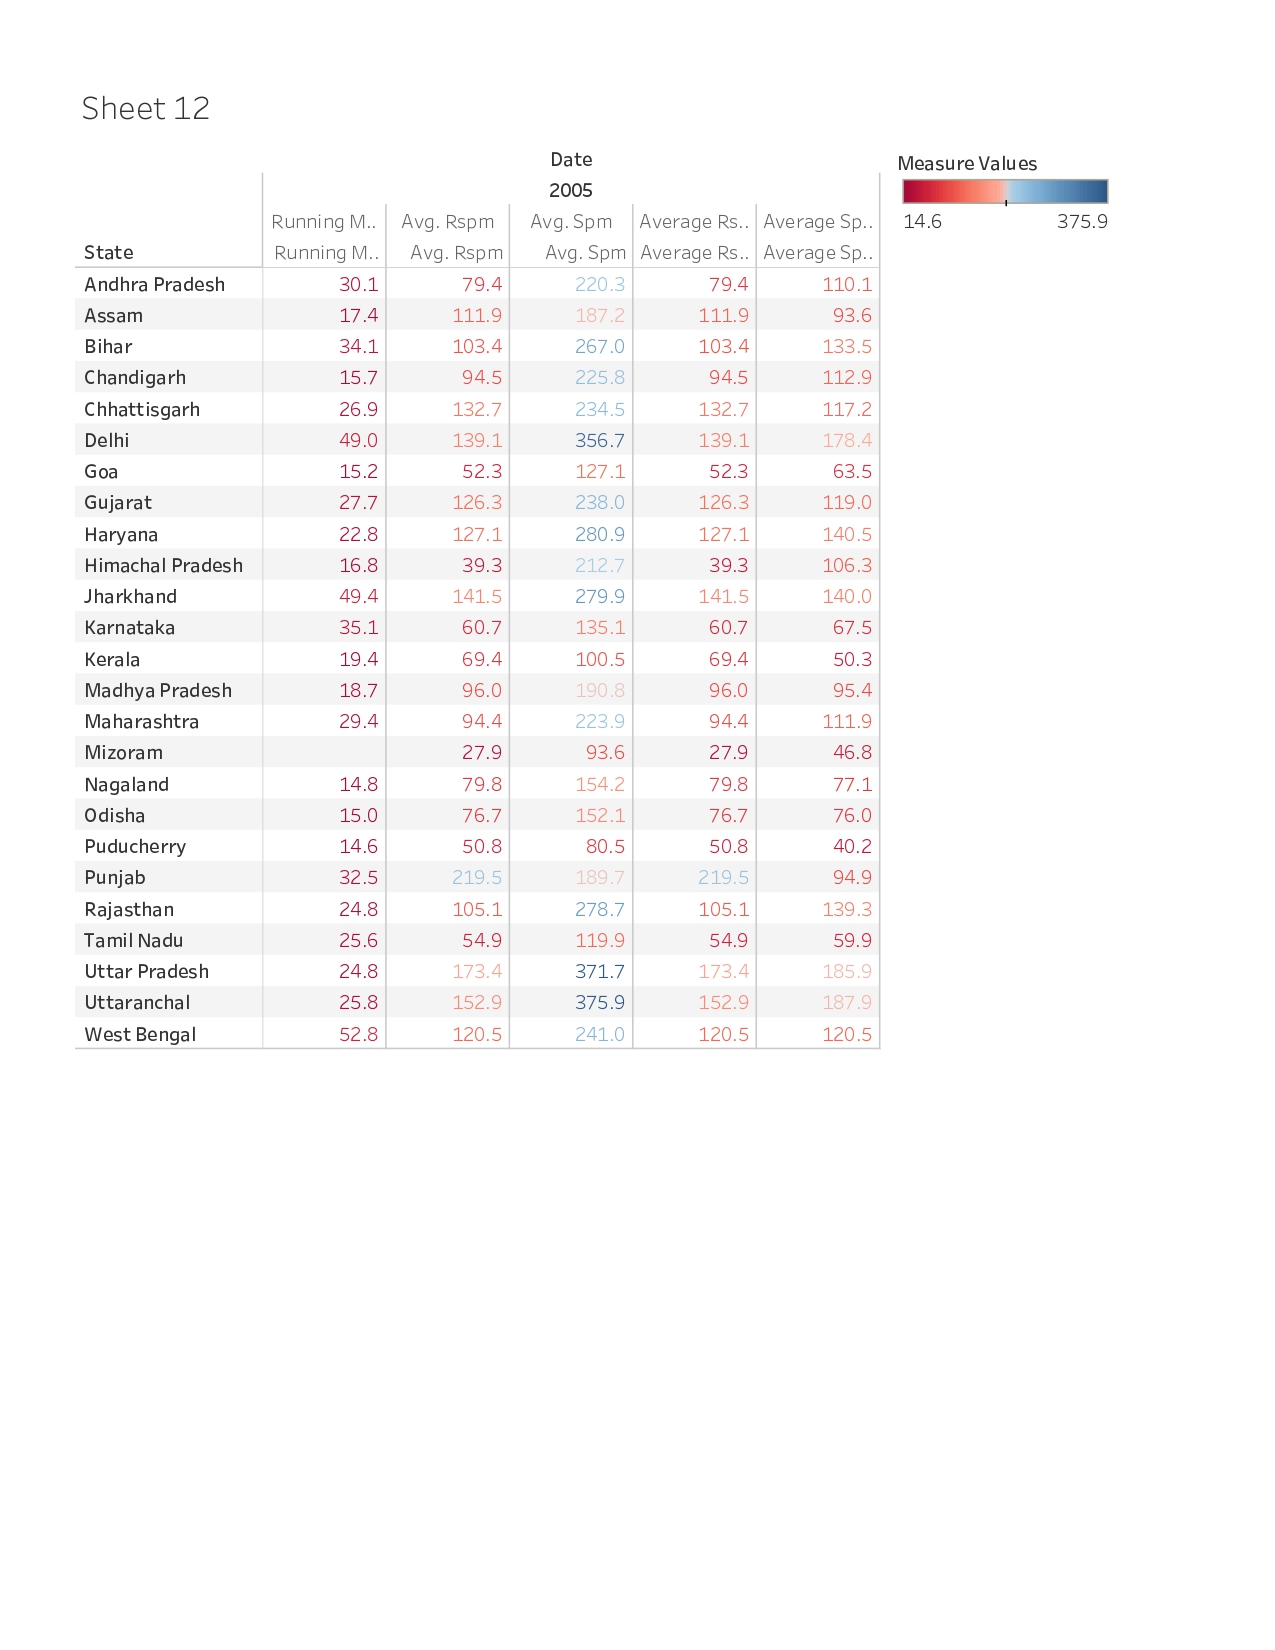 Sheet 12
Date
Measure Values
2005
Running M.. Avg. Rspm Avg. Spm Average Rs.. Average Sp.. 14.6 375.9
State Running M.. Avg. Rspm Avg. Spm Average Rs.. Average Sp..
Andhra Pradesh 30.1 79.4 220.3 79.4 110.1
Assam 17.4 111.9 187.2 111.9 93.6
Bihar 34.1 103.4 267.0 103.4 133.5
Chandigarh 15.7 94.5 225.8 94.5 112.9
Chhattisgarh 26.9 132.7 234.5 132.7 117.2
Delhi 49.0 139.1 356.7 139.1 178.4
Goa 15.2 52.3 127.1 52.3 63.5
Gujarat 27.7 126.3 238.0 126.3 119.0
Haryana 22.8 127.1 280.9 127.1 140.5
Himachal Pradesh 16.8 39.3 212.7 39.3 106.3
Jharkhand 49.4 141.5 279.9 141.5 140.0
Karnataka 35.1 60.7 135.1 60.7 67.5
Kerala 19.4 69.4 100.5 69.4 50.3
Madhya Pradesh 18.7 96.0 190.8 96.0 95.4
Maharashtra 29.4 94.4 223.9 94.4 111.9
Mizoram 27.9 93.6 27.9 46.8
Nagaland 14.8 79.8 154.2 79.8 77.1
Odisha 15.0 76.7 152.1 76.7 76.0
Puducherry 14.6 50.8 80.5 50.8 40.2
Punjab 32.5 219.5 189.7 219.5 94.9
Rajasthan 24.8 105.1 278.7 105.1 139.3
Tamil Nadu 25.6 54.9 119.9 54.9 59.9
Uttar Pradesh 24.8 173.4 371.7 173.4 185.9
Uttaranchal 25.8 152.9 375.9 152.9 187.9
West Bengal 52.8 120.5 241.0 120.5 120.5